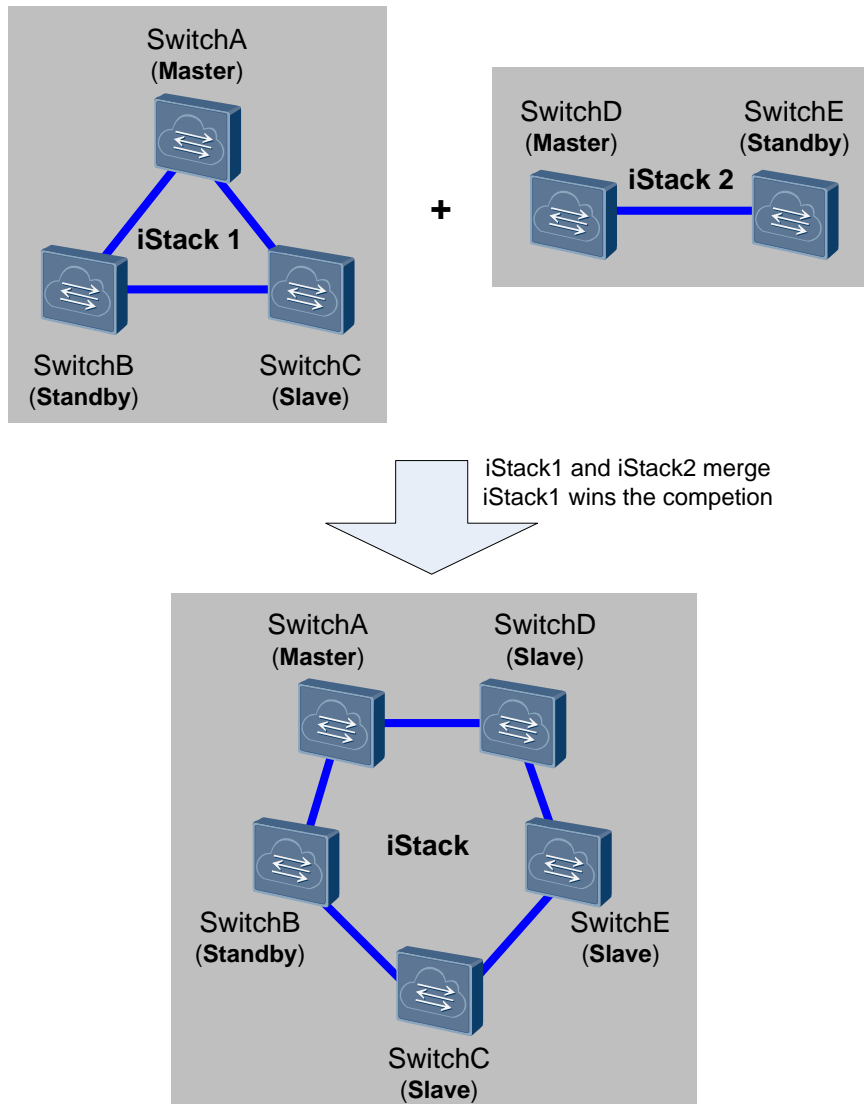 SwitchA
(Master)
iStack 1
SwitchB
(Standby)
SwitchC
(Slave)
+
SwitchD
(Master)
SwitchE
(Standby)
iStack 2
iStack1 and iStack2 merge
iStack1 wins the competion
SwitchA
(Master)
SwitchD
(Slave)
iStack
SwitchB
(Standby)
SwitchE
(Slave)
SwitchC
(Slave)